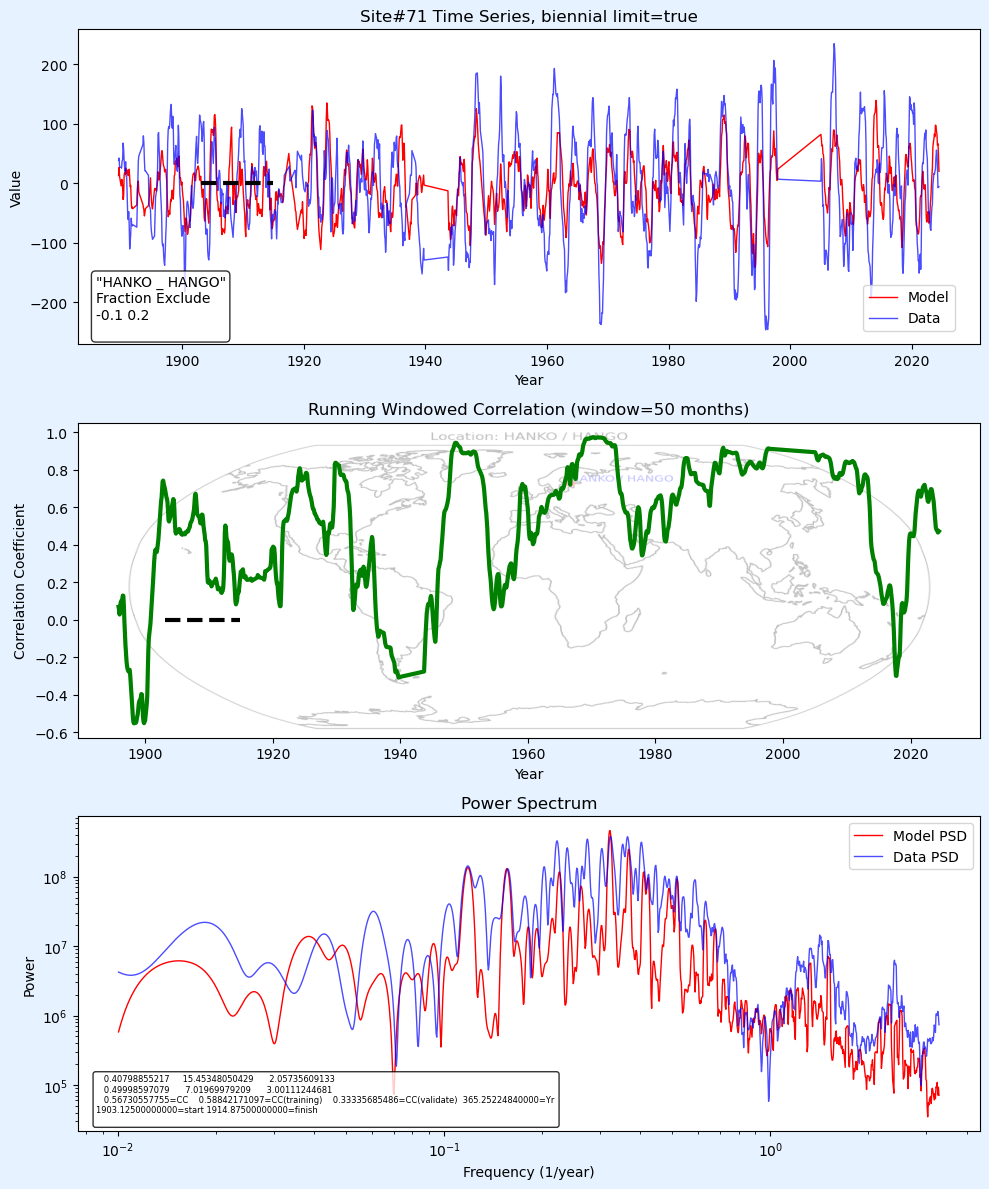 Site#71 Time Series, biennial limit=true
Value
200
100
0
−100
−200
"HANKO _ HANGO"
Fraction Exclude
-0.1 0.2
Model
Data
1900 1920 1940 1960 1980 2000 2020
Year
Running Windowed Correlation (window=50 months)
Location: HANKO / HANGO
HANKO / HANGO
Correlation Coefficient
1.0
0.8
0.6
0.4
0.2
0.0
−0.2
−0.4
−0.6
1900 1920 1940 1960 1980 2000 2020
Year
Power Spectrum
Model PSD
Data PSD
Power
10^8
10^7
10^6
10^5
0.40798855217 15.45348050429 2.05735609133
0.49998597079 7.01969979209 3.00111244681
0.56730557755=CC 0.58842171097=CC(training) 0.33335685486=CC(validate) 365.25224840000=Yr
1903.12500000000=start 1914.87500000000=finish
10^−2 10^−1 10^0
Frequency (1/year)